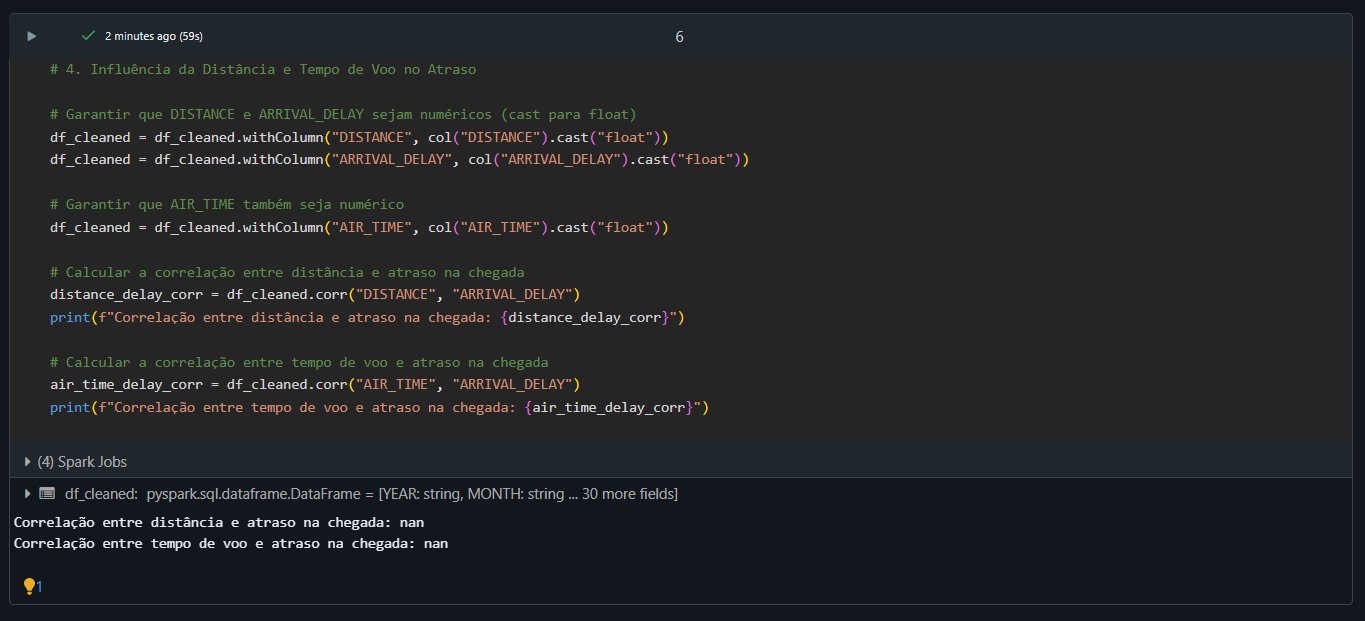 2 minutes ago (59s)
6
# 4. Influência da Distância e Tempo de Voo no Atraso
# Garantir que DISTANCE e ARRIVAL_DELAY sejam numéricos (cast para float)
df_cleaned = df_cleaned.withColumn("DISTANCE", col("DISTANCE").cast("float"))
df_cleaned = df_cleaned.withColumn("ARRIVAL_DELAY", col("ARRIVAL_DELAY").cast("float"))
# Garantir que AIR_TIME também seja numérico
df_cleaned = df_cleaned.withColumn("AIR_TIME", col("AIR_TIME").cast("float"))
# Calcular a correlação entre distância e atraso na chegada
distance_delay_corr = df_cleaned.corr("DISTANCE", "ARRIVAL_DELAY")
print(f"Correlação entre distância e atraso na chegada: {distance_delay_corr}")
# Calcular a correlação entre tempo de voo e atraso na chegada
air_time_delay_corr = df_cleaned.corr("AIR_TIME", "ARRIVAL_DELAY")
print(f"Correlação entre tempo de voo e atraso na chegada: {air_time_delay_corr}")
(4) Spark Jobs
df_cleaned: pyspark.sql.dataframe.DataFrame = [YEAR: string, MONTH: string ... 30 more fields]
Correlação entre distância e atraso na chegada: nan
Correlação entre tempo de voo e atraso na chegada: nan
1